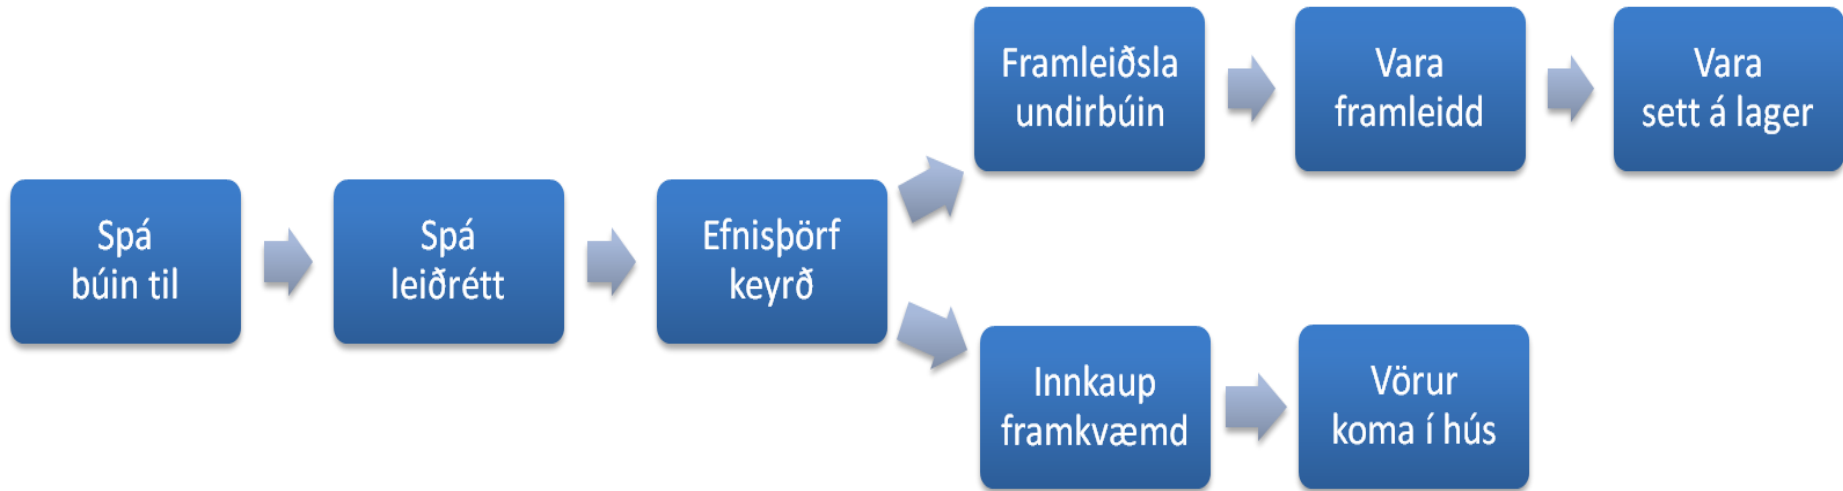 Spá
búin til
Spá
leiðrétt
Efnisþörf
keyrð
Framleiðsla
undirbúin
Vara
framleidd
Vara
sett á lager
Innkaup
framkvæmd
Vörur
koma í hús